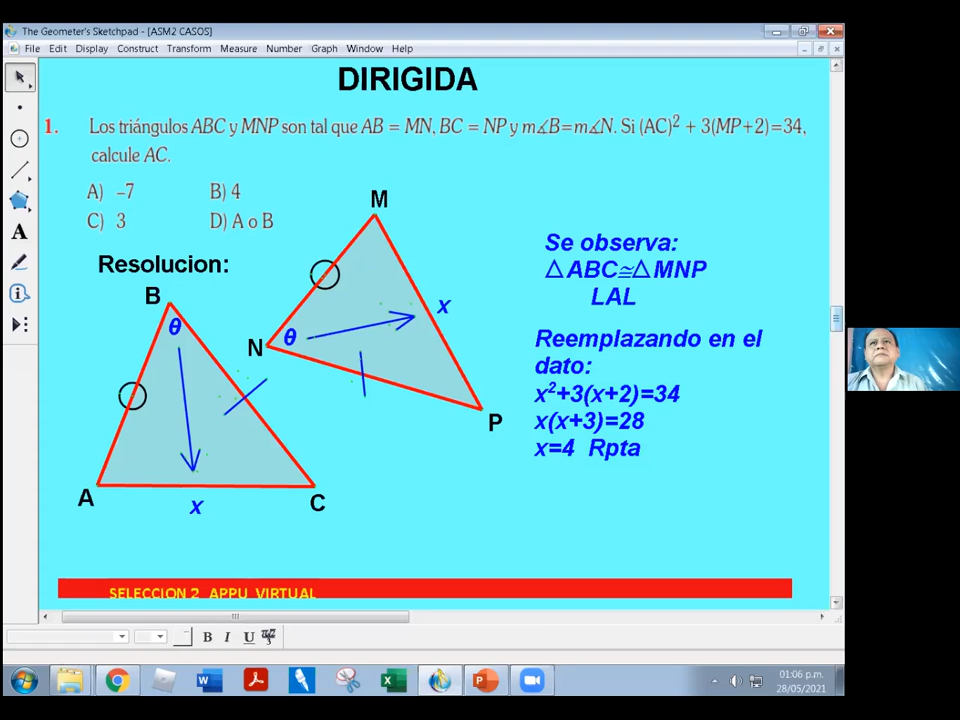 The Geometer's Sketchpad - [ASM2 CASOS]
File Edit Display Construct Transform Measure Number Graph Window Help
DIRIGIDA
1. Los triángulos ABC y MNP son tal que AB = MN, BC = NP y m∡B=m∡N. Si (AC)² + 3(MP+2)=34,
calcule AC.
A) –7 B) 4
C) 3 D) A o B
Resolucion:
M
B
θ
N
θ
x
P
A
x
C
Se observa:
△ABC≅△MNP
LAL
Reemplazando en el
dato:
x²+3(x+2)=34
x(x+3)=28
x=4 Rpta
SELECCION 2 APPU VIRTUAL
B I U
01:06 p.m.
28/05/2021